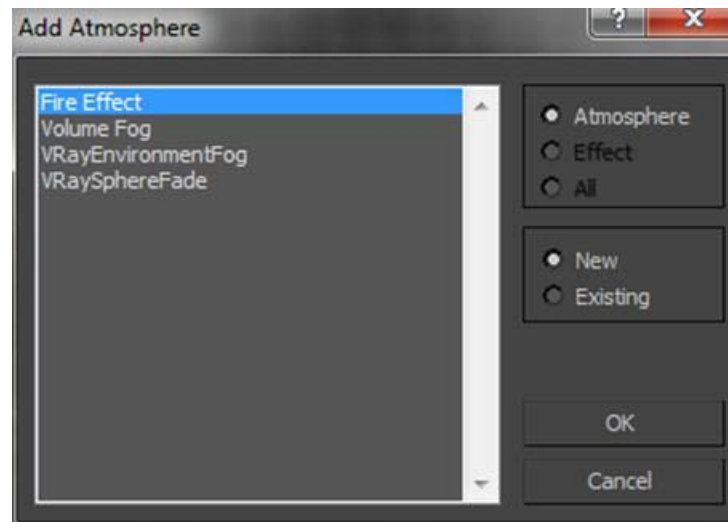 Add Atmosphere
?
Fire Effect
Volume Fog
VRayEnvironmentFog
VRaySphereFade
Atmosphere
Effect
All
New
Existing
OK
Cancel